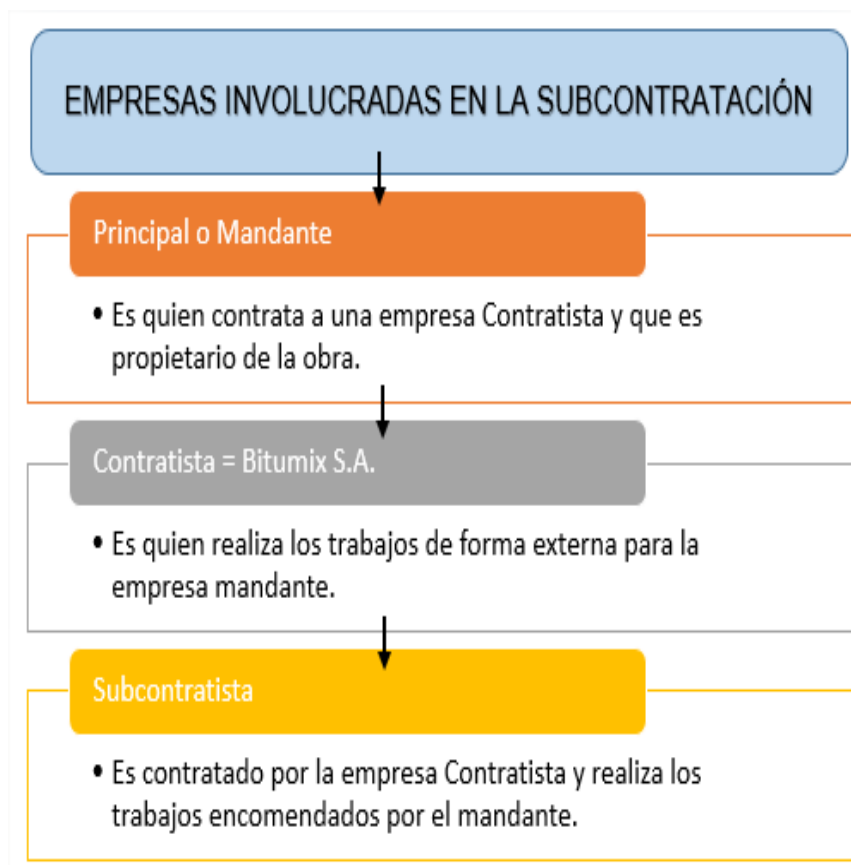 EMPRESAS INVOLUCRADAS EN LA SUBCONTRATACIÓN
Principal o Mandante
• Es quien contrata a una empresa Contratista y que es
propietario de la obra.
Contratista = Bitumix S.A.
• Es quien realiza los trabajos de forma externa para la
empresa mandante.
Subcontratista
• Es contratado por la empresa Contratista y realiza los
trabajos encomendados por el mandante.